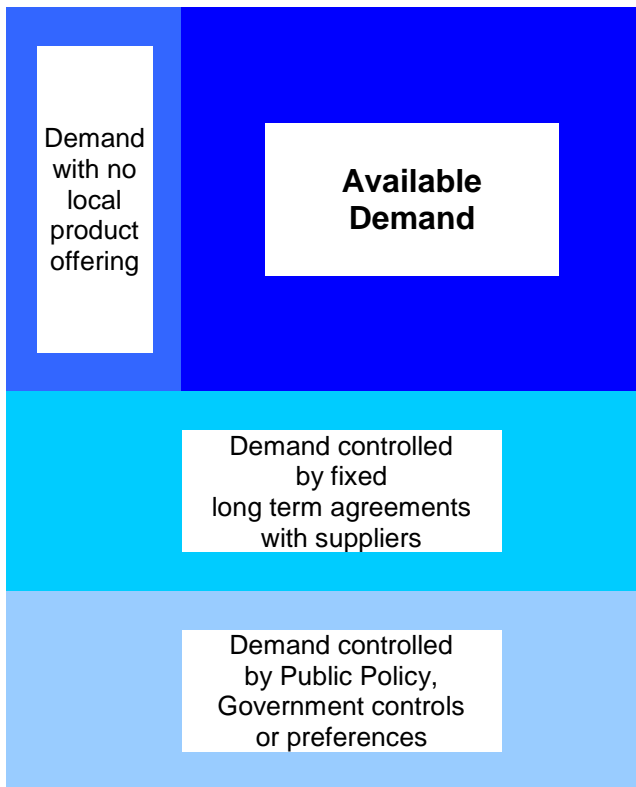 Demand
with no
local
product
offering
Available
Demand
Demand controlled
by fixed
long term agreements
with suppliers
Demand controlled
by Public Policy,
Government controls
or preferences